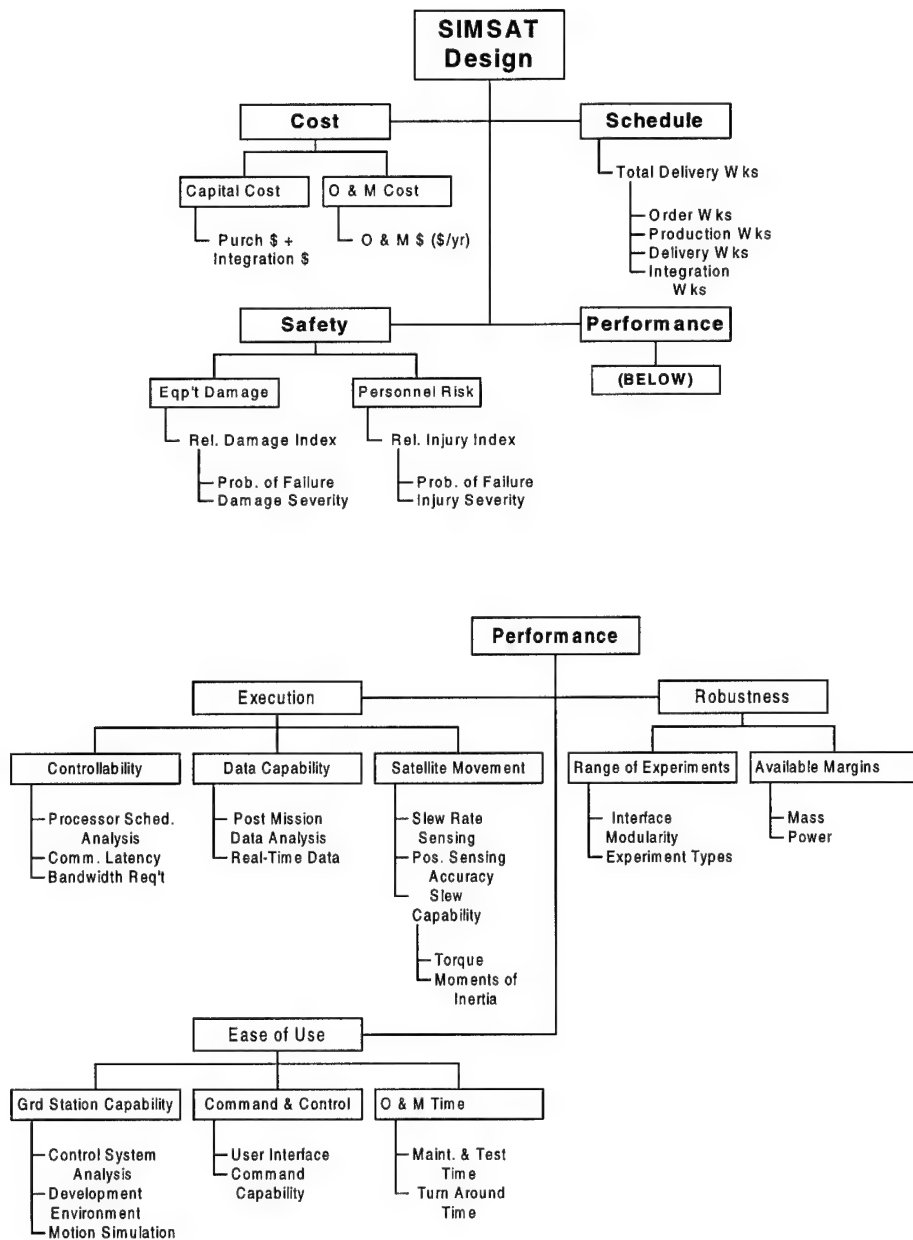 SIMSAT
Design
Cost
Schedule
Capital Cost
O & M Cost
Total Delivery Wks
Purch $ +
Integration $
O & M $ ($/yr)
Order Wks
Production Wks
Delivery Wks
Integration
Wks
Safety
Performance
(BELOW)
Eqp't Damage
Personnel Risk
Rel. Damage Index
Rel. Injury Index
Prob. of Failure
Damage Severity
Prob. of Failure
Injury Severity
Performance
Execution
Robustness
Controllability
Data Capability
Satellite Movement
Range of Experiments
Available Margins
Processor Sched.
Analysis
Comm. Latency
Bandwidth Req't
Post Mission
Data Analysis
Real-Time Data
Slew Rate
Sensing
Pos. Sensing
Accuracy
Slew
Capability
Torque
Moments of
Inertia
Interface
Modularity
Experiment Types
Mass
Power
Ease of Use
Grd Station Capability
Command & Control
O & M Time
Control System
Analysis
Development
Environment
Motion Simulation
User Interface
Command
Capability
Maint. & Test
Time
Turn Around
Time